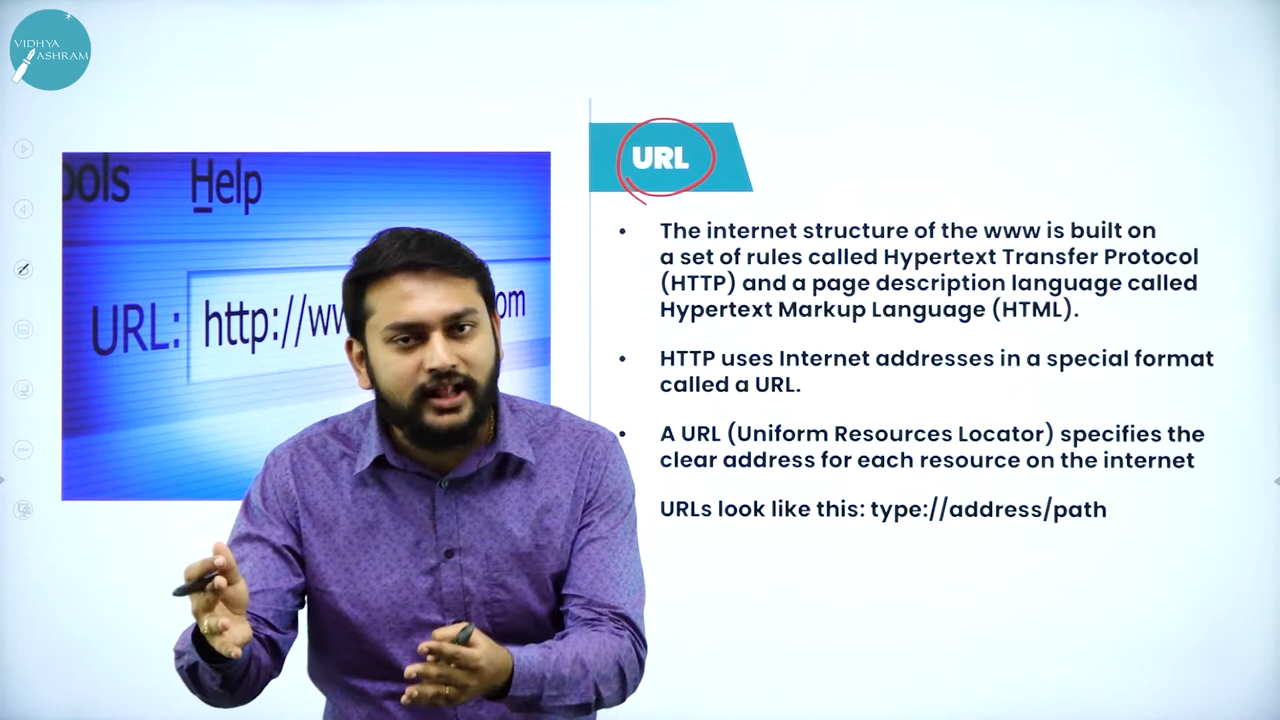 VIDHYA
ASHRAM
ools Help
URL: http://ww
om
URL
• The internet structure of the www is built on
a set of rules called Hypertext Transfer Protocol
(HTTP) and a page description language called
Hypertext Markup Language (HTML).
• HTTP uses Internet addresses in a special format
called a URL.
• A URL (Uniform Resources Locator) specifies the
clear address for each resource on the internet
URLs look like this: type://address/path